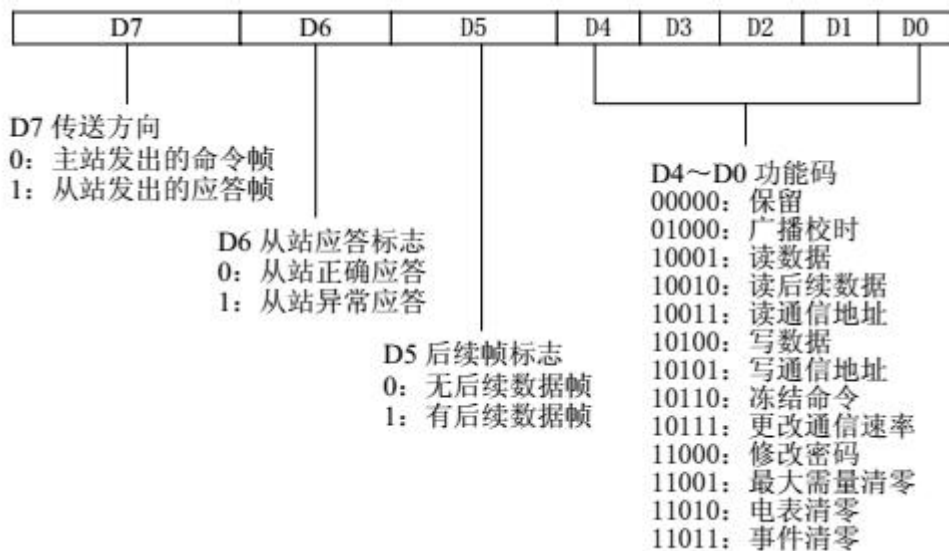 D7 D6 D5 D4 D3 D2 D1 D0
D7 传送方向
0：主站发出的命令帧
1：从站发出的应答帧
D6 从站应答标志
0：从站正确应答
1：从站异常应答
D5 后续帧标志
0：无后续数据帧
1：有后续数据帧
D4～D0 功能码
00000：保留
01000：广播校时
10001：读数据
10010：读后续数据
10011：读通信地址
10100：写数据
10101：写通信地址
10110：冻结命令
10111：更改通信速率
11000：修改密码
11001：最大需量清零
11010：电表清零
11011：事件清零